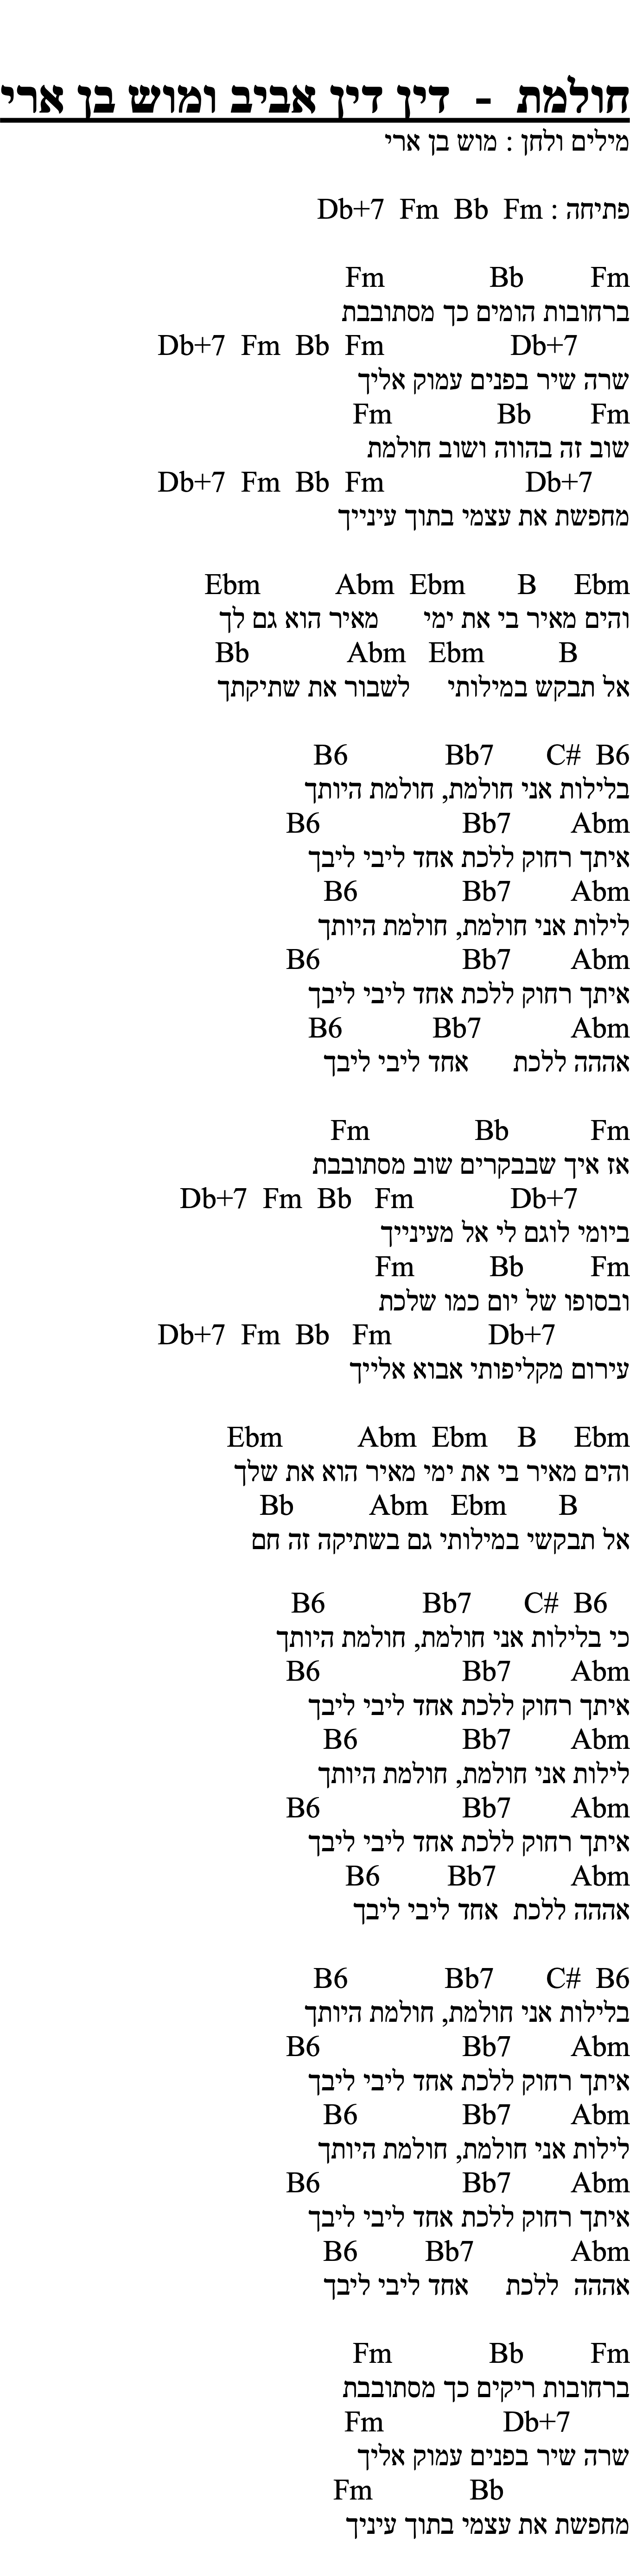 חולמת - דין דין אביב ומוש בן ארי
מילים ולחן : מוש בן ארי
פתיחה : Db+7 Fm Bb Fm
Fm Bb Fm
ברחובות הומים כך מסתובבת
Db+7 Fm Bb Fm Db+7
שרה שיר בפנים עמוק אליך
Fm Bb Fm
שוב זה בהווה ושוב חולמת
Db+7 Fm Bb Fm Db+7
מחפשת את עצמי בתוך עינייך
Ebm Abm Ebm B Ebm
והים מאיר בי את ימי מאיר הוא גם לך
Bb Abm Ebm B
אל תבקש במילותי לשבור את שתיקתך
B6 Bb7 C# B6
בלילות אני חולמת, חולמת היותך
B6 Bb7 Abm
איתך רחוק ללכת אחד ליבי ליבך
B6 Bb7 Abm
לילות אני חולמת, חולמת היותך
B6 Bb7 Abm
איתך רחוק ללכת אחד ליבי ליבך
B6 Bb7 Abm
אההה ללכת אחד ליבי ליבך
Fm Bb Fm
אז איך שבבקרים שוב מסתובבת
Db+7 Fm Bb Fm Db+7
ביומי לוגם לי אל מעינייך
Fm Bb Fm
ובסופו של יום כמו שלכת
Db+7 Fm Bb Fm Db+7
עירום מקליפותי אבוא אלייך
Ebm Abm Ebm B Ebm
והים מאיר בי את ימי מאיר הוא את שלך
Bb Abm Ebm B
אל תבקשי במילותי גם בשתיקה זה חם
B6 Bb7 C# B6
כי בלילות אני חולמת, חולמת היותך
B6 Bb7 Abm
איתך רחוק ללכת אחד ליבי ליבך
B6 Bb7 Abm
לילות אני חולמת, חולמת היותך
B6 Bb7 Abm
איתך רחוק ללכת אחד ליבי ליבך
B6 Bb7 Abm
אההה ללכת אחד ליבי ליבך
B6 Bb7 C# B6
בלילות אני חולמת, חולמת היותך
B6 Bb7 Abm
איתך רחוק ללכת אחד ליבי ליבך
B6 Bb7 Abm
לילות אני חולמת, חולמת היותך
B6 Bb7 Abm
איתך רחוק ללכת אחד ליבי ליבך
B6 Bb7 Abm
אההה ללכת אחד ליבי ליבך
Fm Bb Fm
ברחובות ריקים כך מסתובבת
Fm Db+7
שרה שיר בפנים עמוק אליך
Fm Bb
מחפשת את עצמי בתוך עיניך